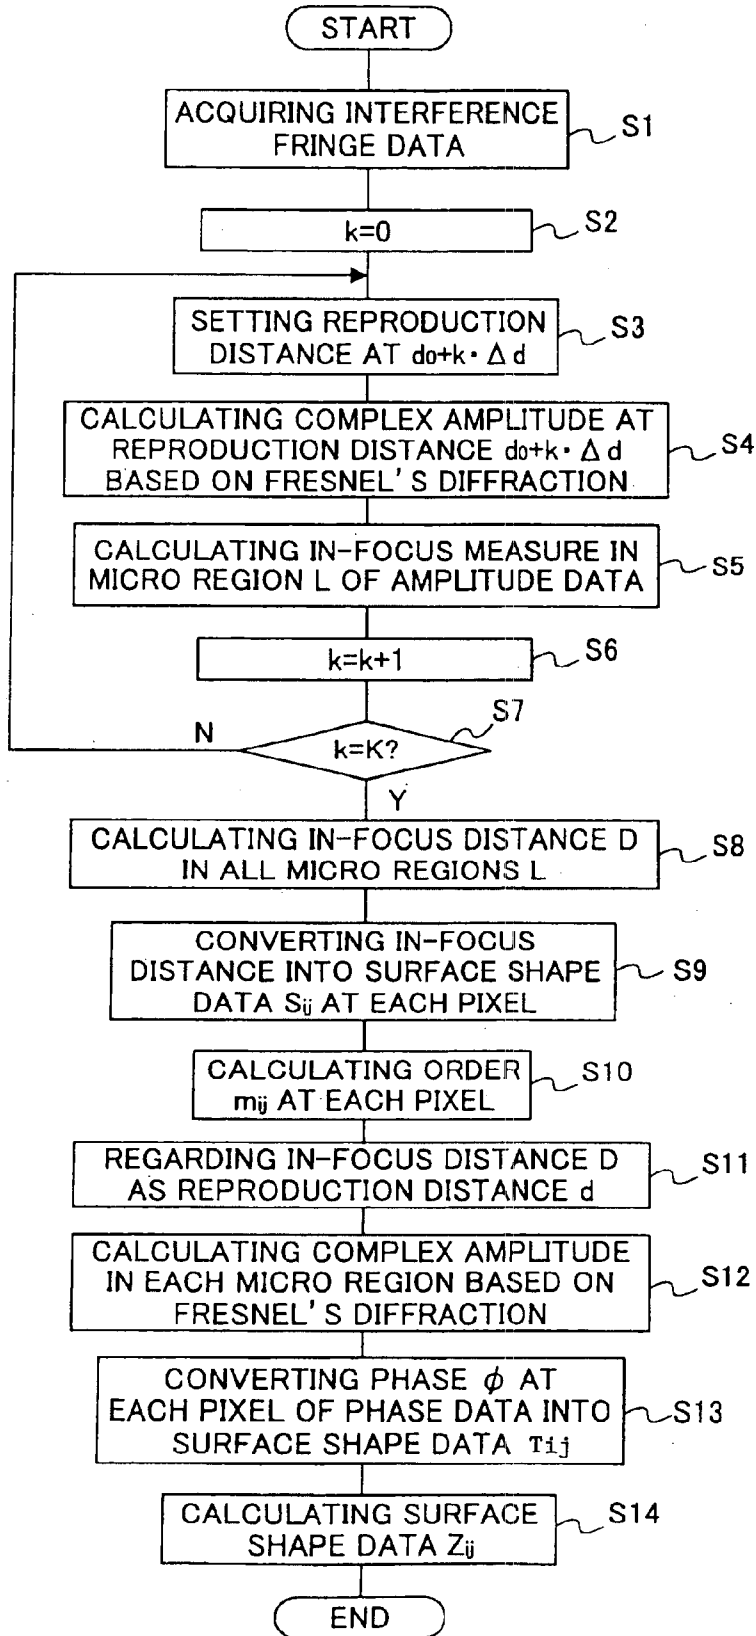 START
ACQUIRING INTERFERENCE
FRINGE DATA
S1
k=0
S2
SETTING REPRODUCTION
DISTANCE AT d0+k・Δd
S3
CALCULATING COMPLEX AMPLITUDE AT
REPRODUCTION DISTANCE d0+k・Δd
BASED ON FRESNEL'S DIFFRACTION
S4
CALCULATING IN-FOCUS MEASURE IN
MICRO REGION L OF AMPLITUDE DATA
S5
k=k+1
S6
S7
N
k=K?
Y
CALCULATING IN-FOCUS DISTANCE D
IN ALL MICRO REGIONS L
S8
CONVERTING IN-FOCUS
DISTANCE INTO SURFACE SHAPE
DATA Sij AT EACH PIXEL
S9
CALCULATING ORDER
mij AT EACH PIXEL
S10
REGARDING IN-FOCUS DISTANCE D
AS REPRODUCTION DISTANCE d
S11
CALCULATING COMPLEX AMPLITUDE
IN EACH MICRO REGION BASED ON
FRESNEL'S DIFFRACTION
S12
CONVERTING PHASE ϕ AT
EACH PIXEL OF PHASE DATA INTO
SURFACE SHAPE DATA Tij
S13
CALCULATING SURFACE
SHAPE DATA Zij
S14
END